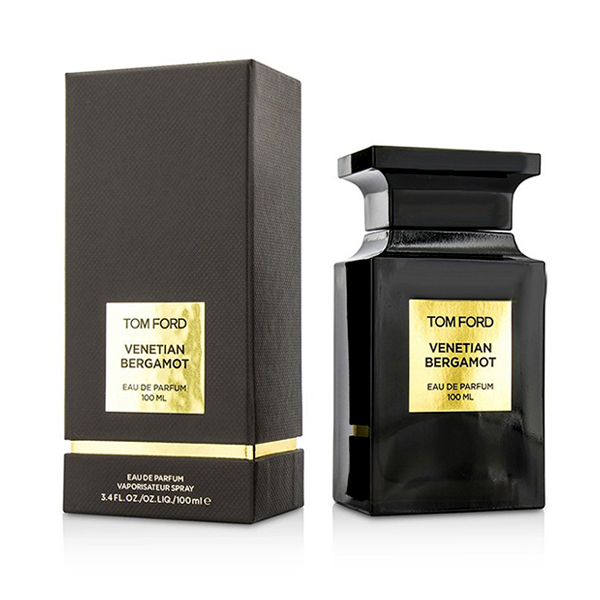 TOM FORD
VENETIAN
BERGAMOT
EAU DE PARFUM
100 ML
EAU DE PARFUM
VAPORISATEUR SPRAY
3.4 FL.OZ./OZ.LIQ./100ml ℮
TOM FORD
VENETIAN
BERGAMOT
EAU DE PARFUM
100 ML